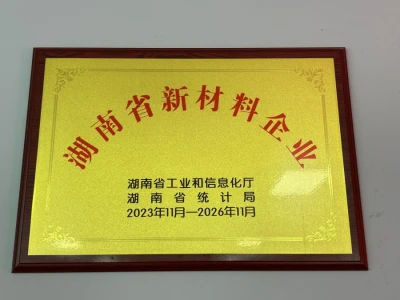 湖南省新材料企业
湖南省工业和信息化厅
湖南省统计局
2023年11月—2026年11月